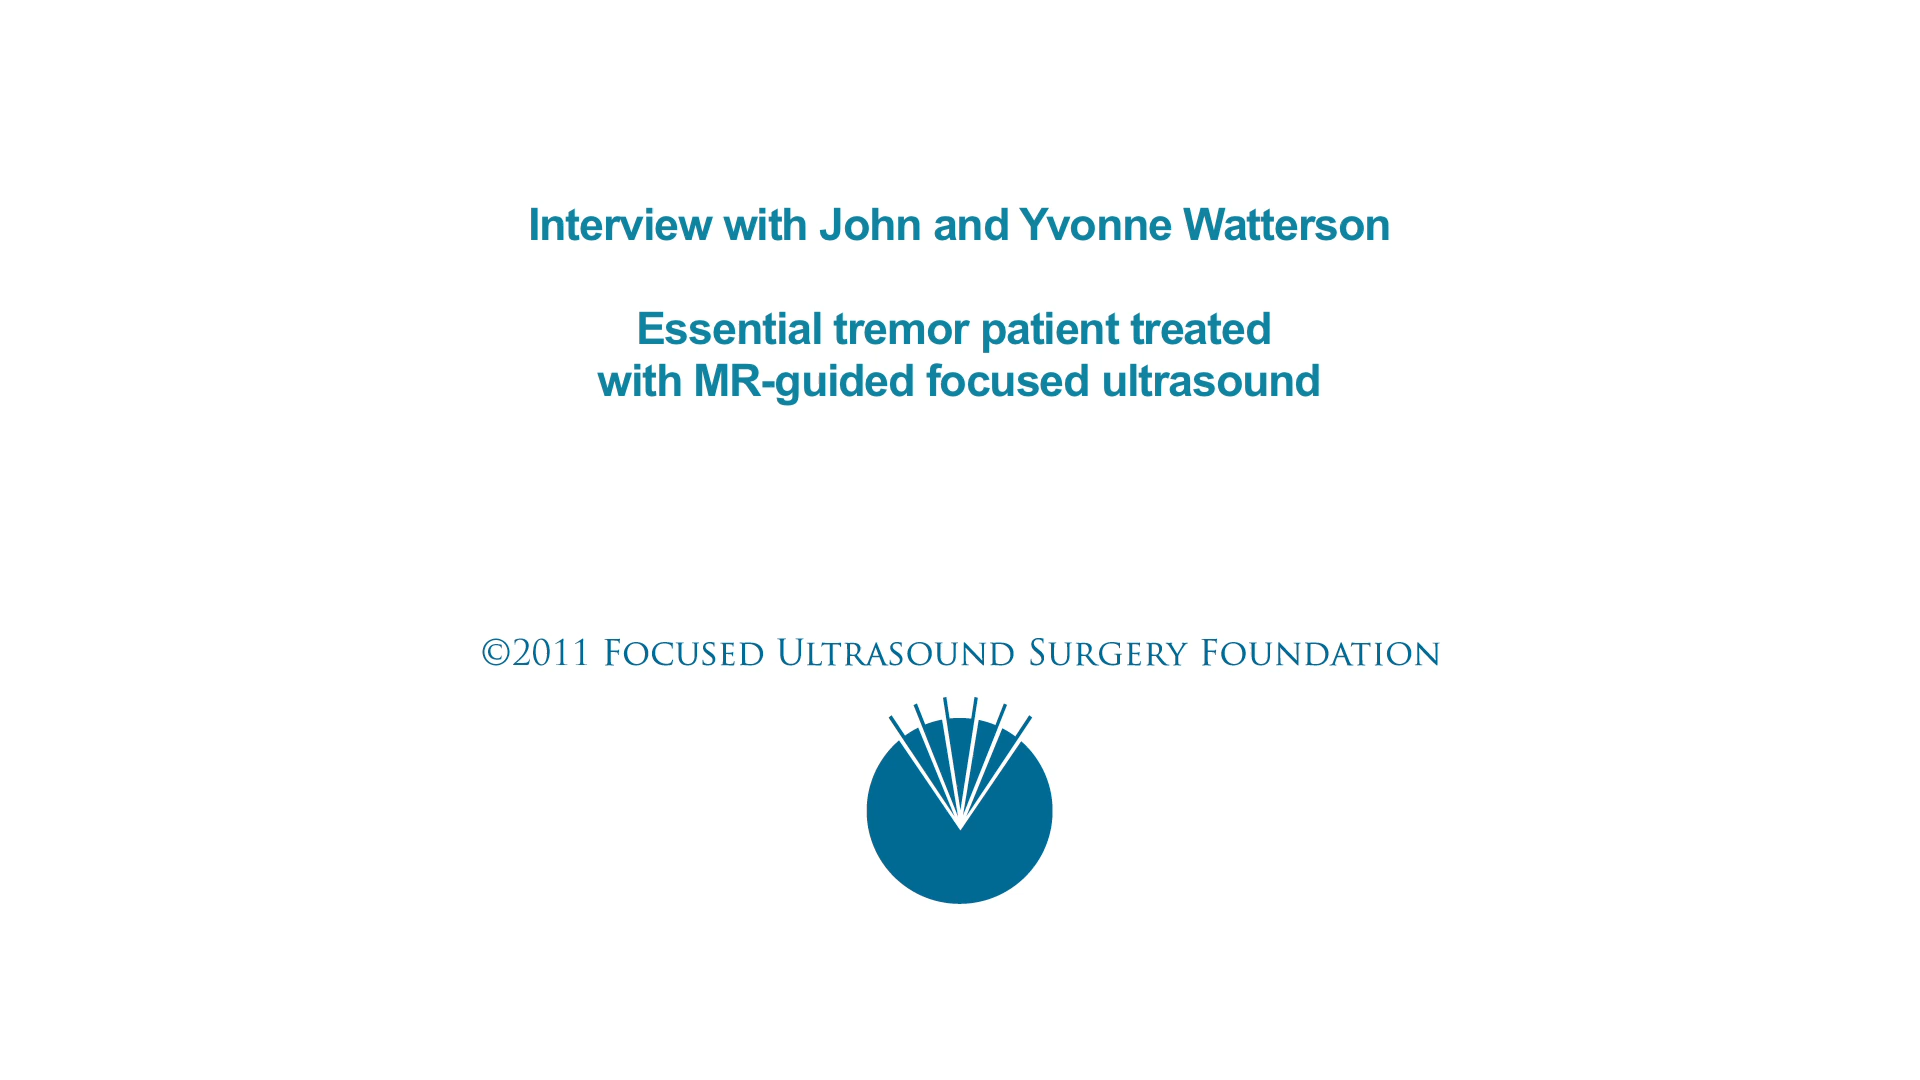 Interview with John and Yvonne Watterson
Essential tremor patient treated
with MR-guided focused ultrasound
©2011 Focused Ultrasound Surgery Foundation